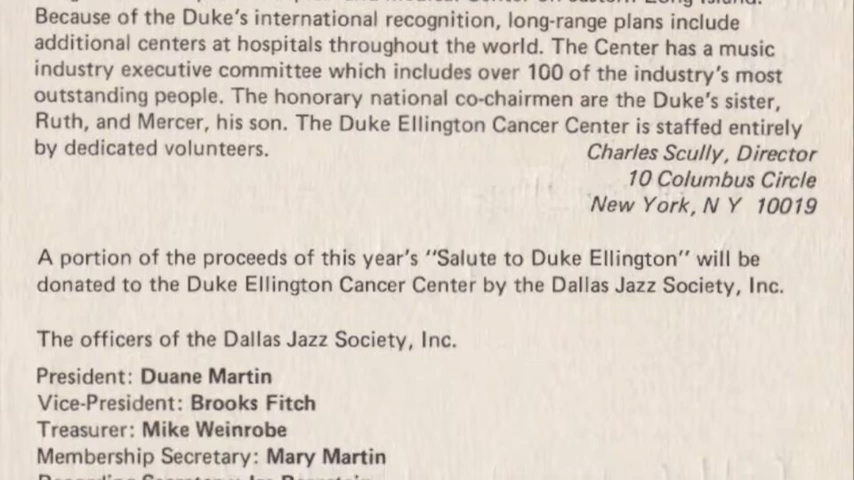 Because of the Duke's international recognition, long-range plans include
additional centers at hospitals throughout the world. The Center has a music
industry executive committee which includes over 100 of the industry's most
outstanding people. The honorary national co-chairmen are the Duke's sister,
Ruth, and Mercer, his son. The Duke Ellington Cancer Center is staffed entirely
by dedicated volunteers.
Charles Scully, Director
10 Columbus Circle
New York, N Y 10019
A portion of the proceeds of this year's "Salute to Duke Ellington" will be
donated to the Duke Ellington Cancer Center by the Dallas Jazz Society, Inc.
The officers of the Dallas Jazz Society, Inc.
President: Duane Martin
Vice-President: Brooks Fitch
Treasurer: Mike Weinrobe
Membership Secretary: Mary Martin